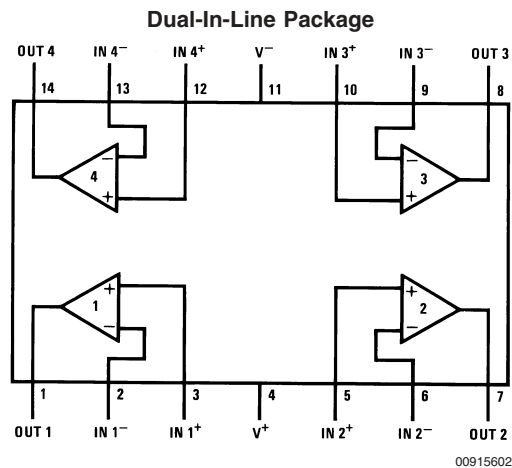 Dual-In-Line Package
OUT 4 IN 4⁻ IN 4⁺ V⁻ IN 3⁺ IN 3⁻ OUT 3
14 13 12 11 10 9 8
− −
4 3
+ +
+ +
1 2
− −
1 2 3 4 5 6 7
OUT 1 IN 1⁻ IN 1⁺ V⁺ IN 2⁺ IN 2⁻ OUT 2
00915602